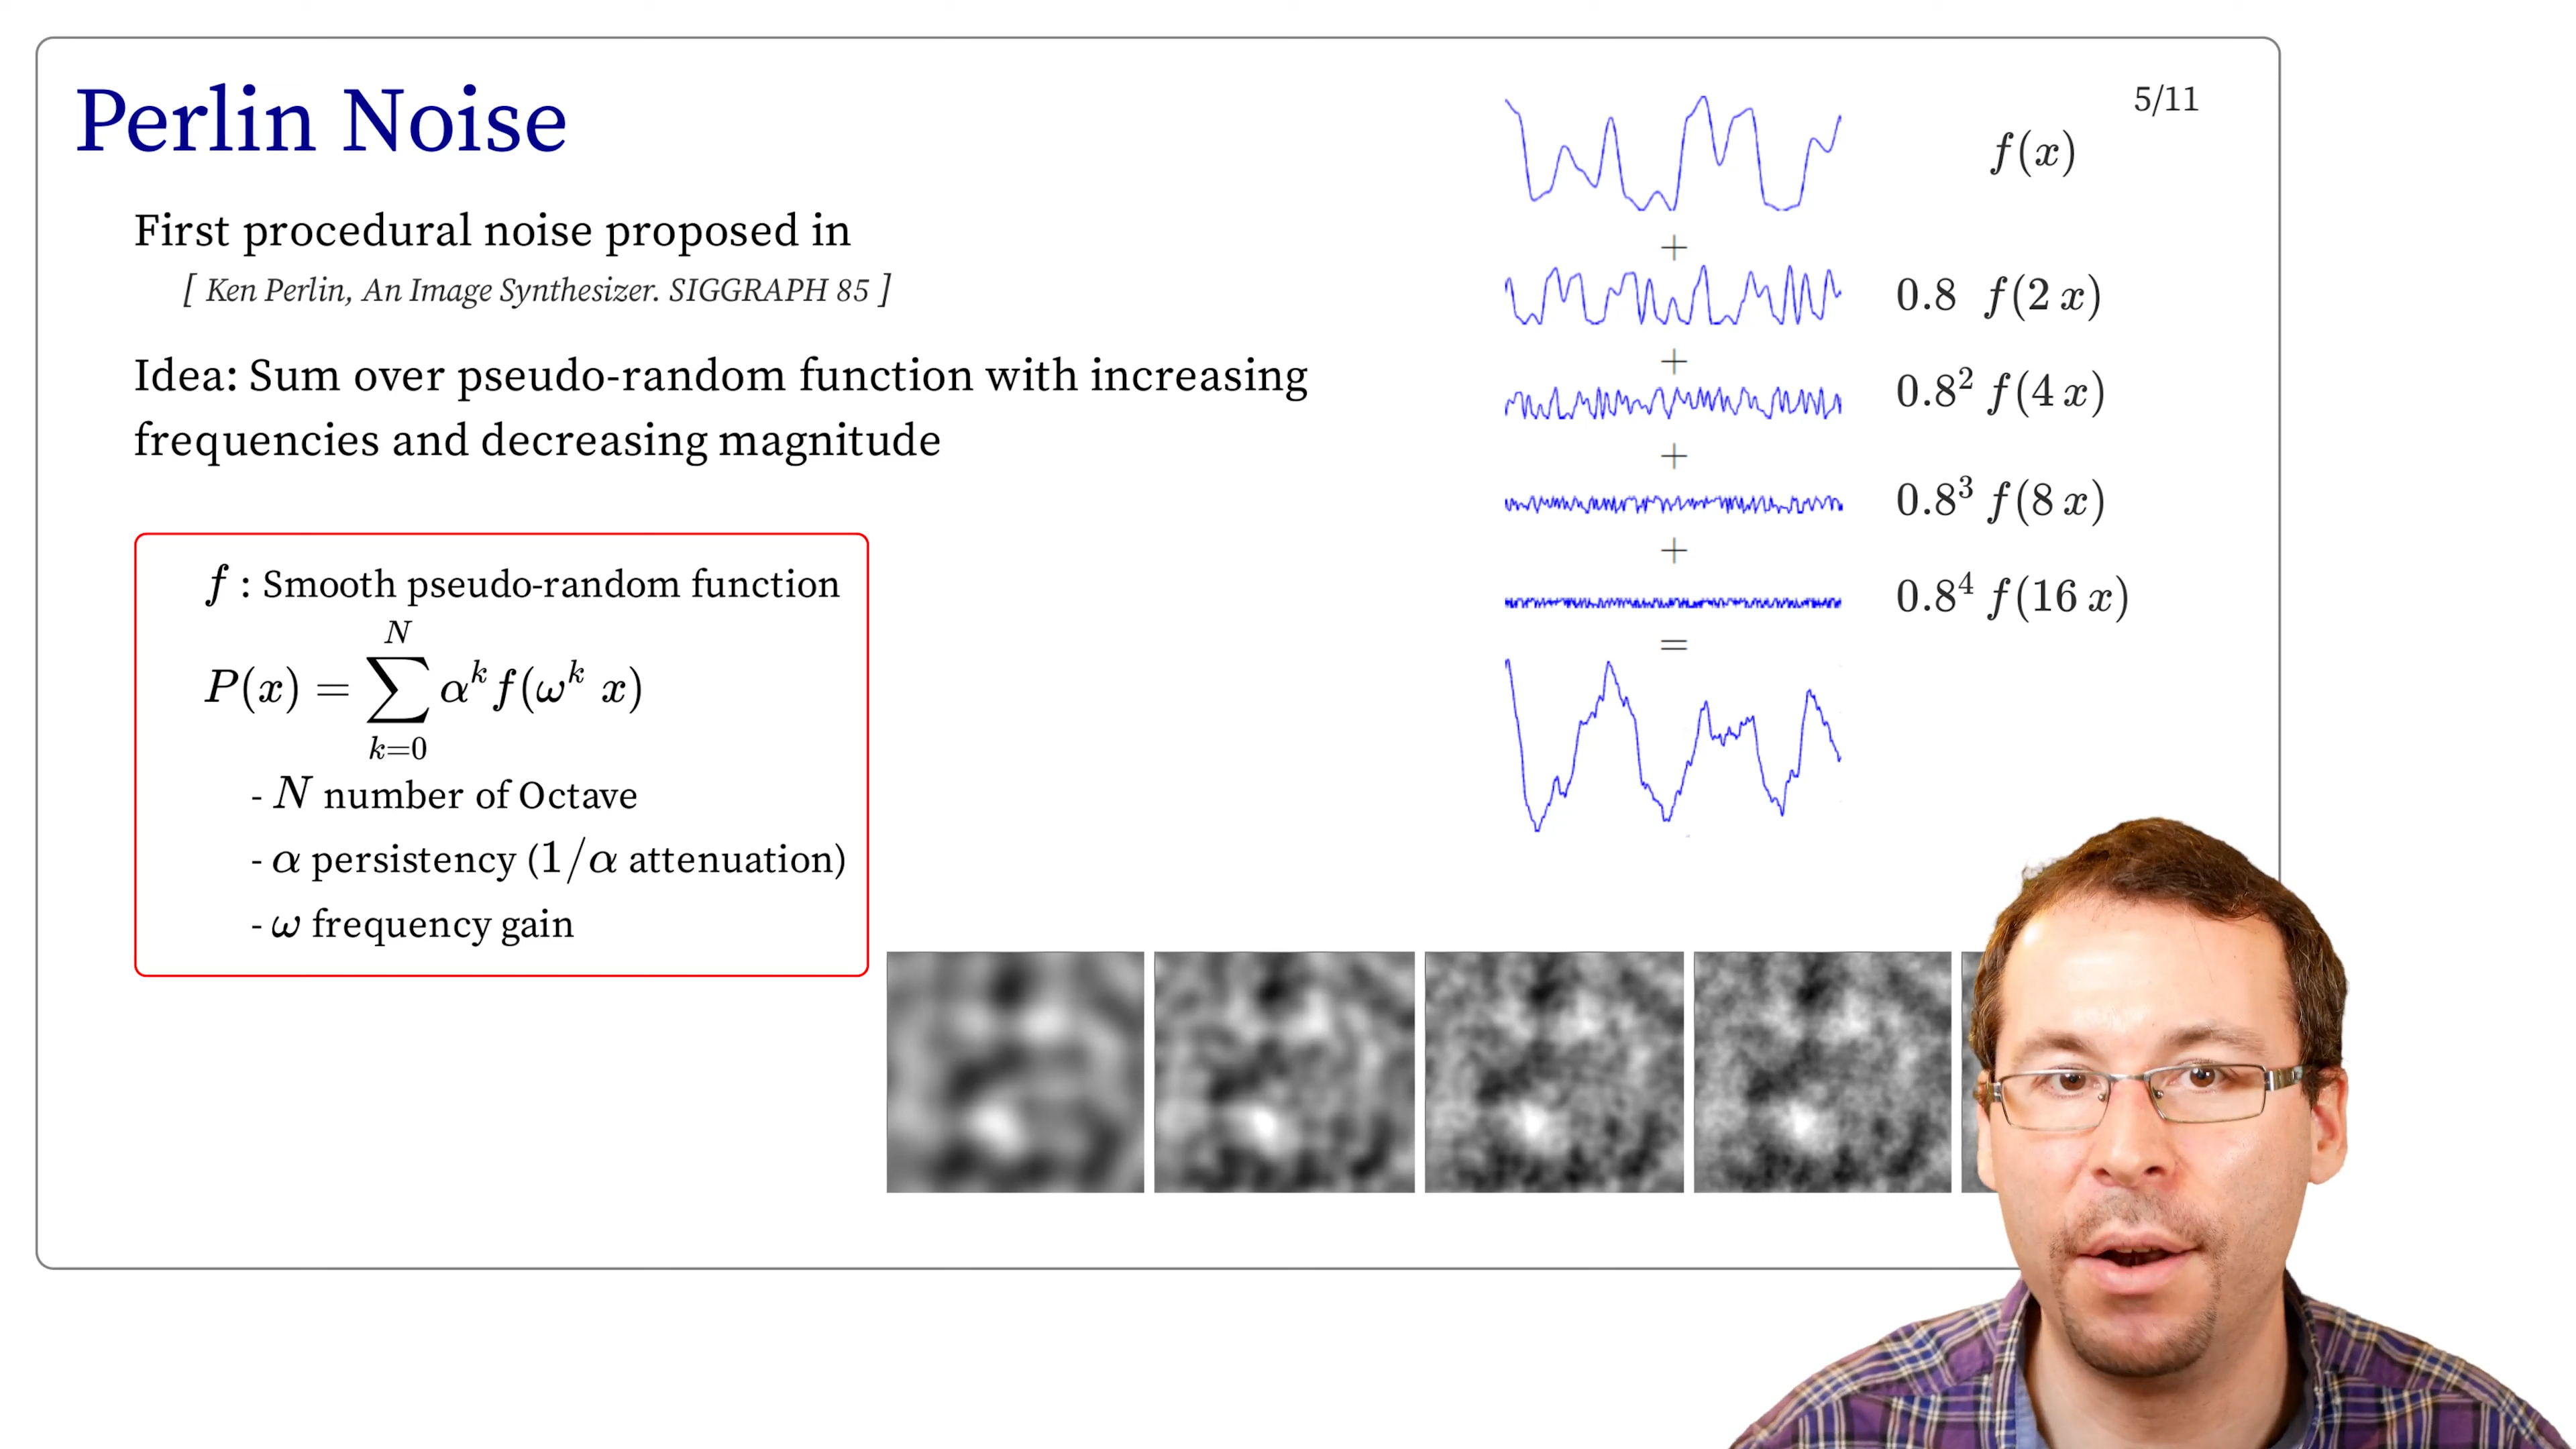 Perlin Noise
5/11
First procedural noise proposed in
[ Ken Perlin, An Image Synthesizer. SIGGRAPH 85 ]
Idea: Sum over pseudo-random function with increasing
frequencies and decreasing magnitude
f : Smooth pseudo-random function
P(x) = ∑_{k=0}^{N} α^k f(ω^k x)
- N number of Octave
- α persistency (1/α attenuation)
- ω frequency gain
f(x)
+
0.8 f(2 x)
+
0.8² f(4 x)
+
0.8³ f(8 x)
+
0.8⁴ f(16 x)
=